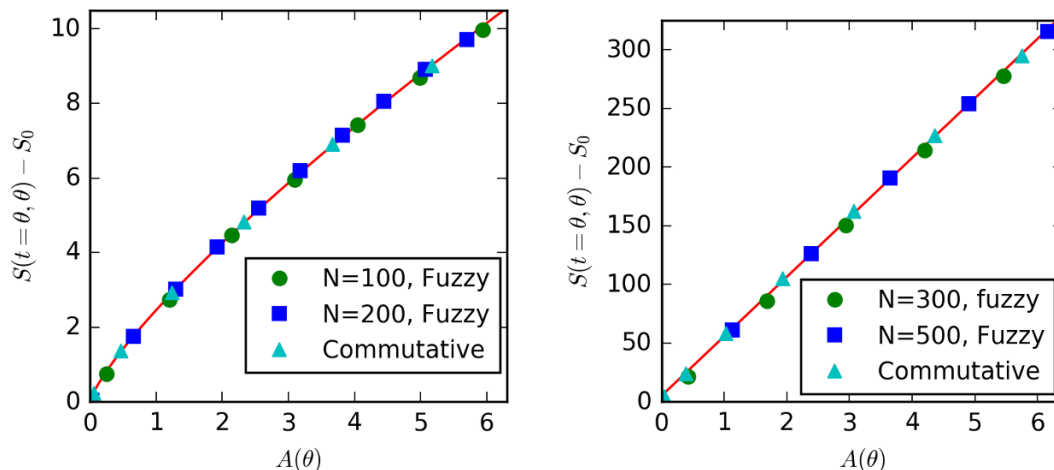 10
8
6
4
2
0
S(t = θ, θ) − S₀
0 1 2 3 4 5 6
A(θ)
N=100, Fuzzy
N=200, Fuzzy
Commutative
300
250
200
150
100
50
0
S(t = θ, θ) − S₀
0 1 2 3 4 5 6
A(θ)
N=300, fuzzy
N=500, Fuzzy
Commutative